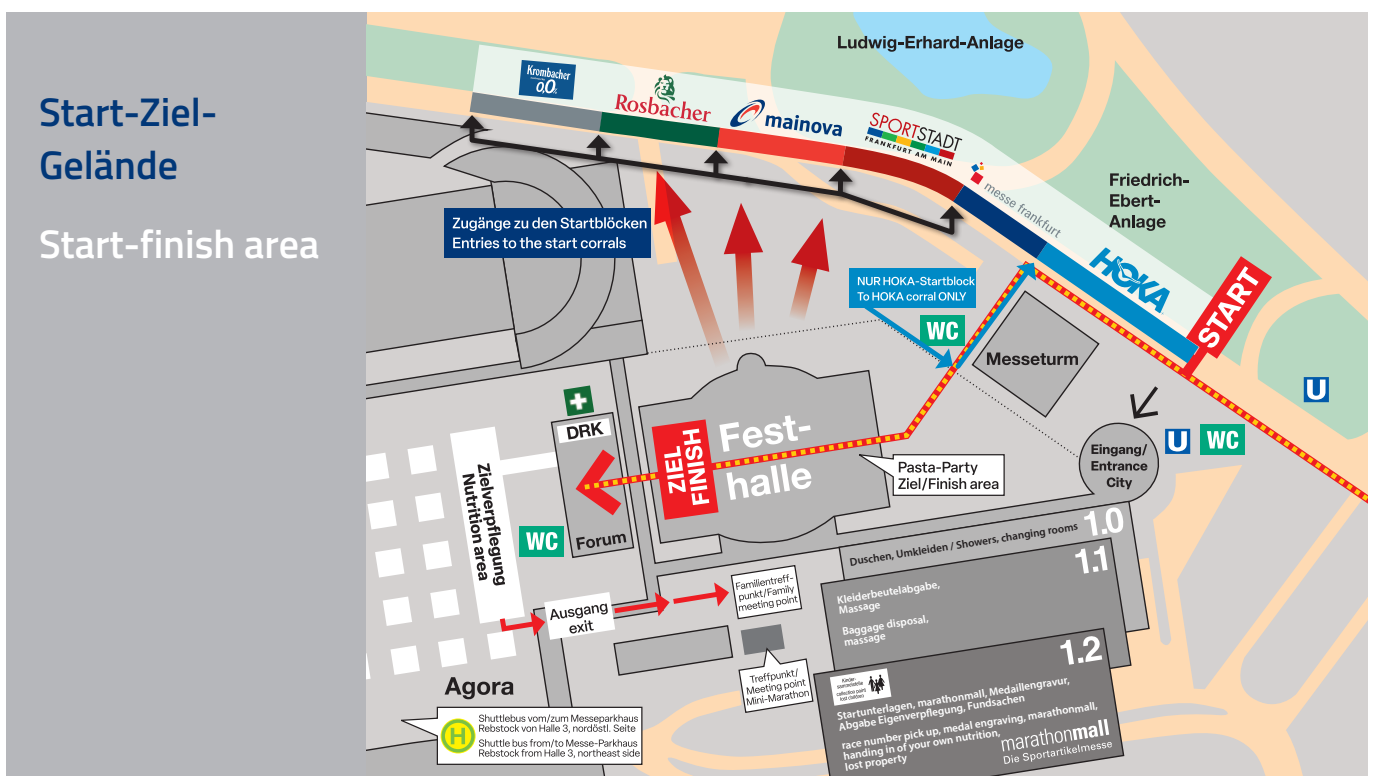 Start-Ziel-
Gelände
Start-finish area
Ludwig-Erhard-Anlage
Krombacher
0,0%
Rosbacher
mainova
SPORTSTADT
FRANKFURT AM MAIN
messe frankfurt
HOKA
START
Friedrich-
Ebert-
Anlage
Zugänge zu den Startblöcken
Entries to the start corrals
NUR HOKA-Startblock
To HOKA corral ONLY
WC
Messeturm
U
U
WC
Eingang/
Entrance
City
DRK
ZIEL
FINISH
Fest-
halle
Pasta-Party
Ziel/Finish area
Zielverpflegung
Nutrition area
WC
Forum
Ausgang
exit
Familientreff-
punkt/Family
meeting point
Treffpunkt/
Meeting point
Mini-Marathon
Duschen, Umkleiden / Showers, changing rooms
1.0
1.1
Kleiderbeutelabgabe,
Massage
Baggage disposal,
massage
1.2
Kinder-
sammelstelle
collection point
lost children
Startunterlagen, marathonmall, Medaillengravur,
Abgabe Eigenverpflegung, Fundsachen
race number pick up, medal engraving, marathonmall,
handing in of your own nutrition,
lost property
marathonmall
Die Sportartikelmesse
Agora
H
Shuttlebus vom/zum Messeparkhaus
Rebstock von Halle 3, nordöstl. Seite
Shuttle bus from/to Messe-Parkhaus
Rebstock from Halle 3, northeast side